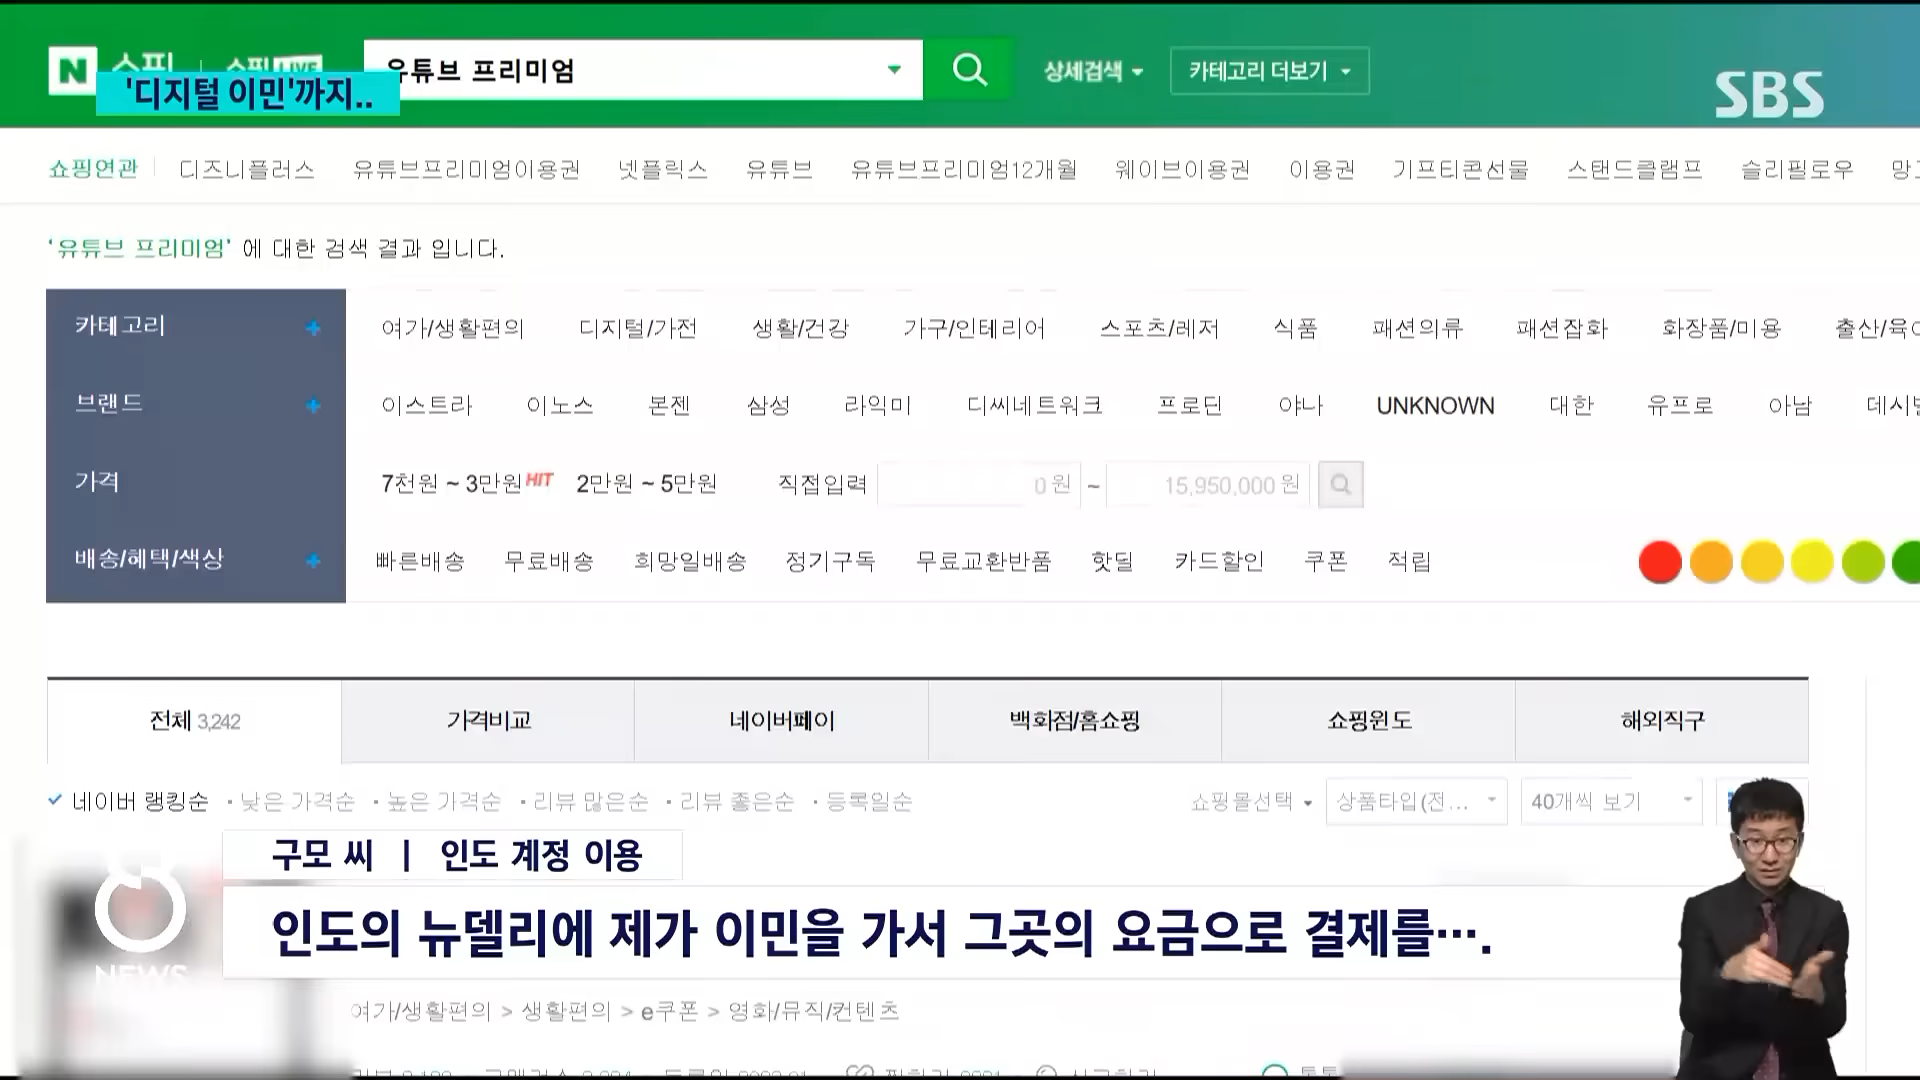 N 쇼핑 | 쇼핑LIVE 유튜브 프리미엄 상세검색 카테고리 더보기
'디지털 이민'까지..
SBS
쇼핑연관 디즈니플러스 유튜브프리미엄이용권 넷플릭스 유튜브 유튜브프리미엄12개월 웨이브이용권 이용권 기프티콘선물 스탠드클램프 슬리필로우
'유튜브 프리미엄' 에 대한 검색 결과 입니다.
카테고리 + 여가/생활편의 디지털/가전 생활/건강 가구/인테리어 스포츠/레저 식품 패션의류 패션잡화 화장품/미용 출산/육아
브랜드 + 이스트라 이노스 본젠 삼성 라익미 디씨네트워크 프로딘 야나 UNKNOWN 대한 유프로 아남
가격 7천원 ~ 3만원 HIT 2만원 ~ 5만원 직접입력 0 원 ~ 15,950,000 원
배송/혜택/색상 + 빠른배송 무료배송 희망일배송 정기구독 무료교환반품 핫딜 카드할인 쿠폰 적립
전체 3,242 가격비교 네이버페이 백화점/홈쇼핑 쇼핑윈도 해외직구
네이버 랭킹순 · 낮은 가격순 · 높은 가격순 · 리뷰 많은순 · 리뷰 좋은순 · 등록일순 쇼핑몰선택 상품타입(전... 40개씩 보기
구모 씨 | 인도 계정 이용
인도의 뉴델리에 제가 이민을 가서 그곳의 요금으로 결제를….
NEWS
여가/생활편의 > 생활편의 > e쿠폰 > 영화/뮤직/컨텐츠